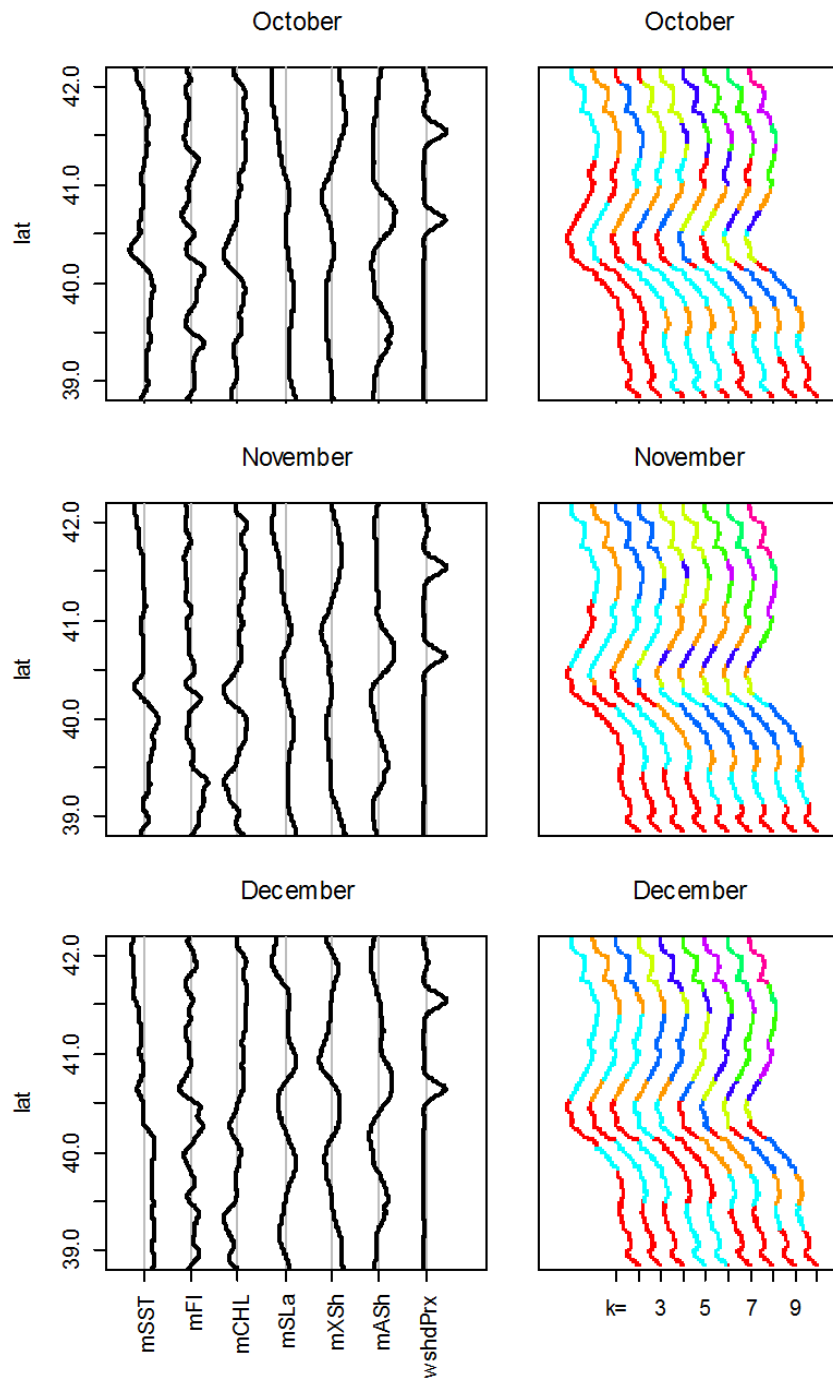 October
October
lat
42.0
41.0
40.0
39.0
November
November
lat
42.0
41.0
40.0
39.0
December
December
lat
42.0
41.0
40.0
39.0
mSST
mFI
mCHL
mSLa
mXSh
mASh
wshdPrx
k=
3
5
7
9